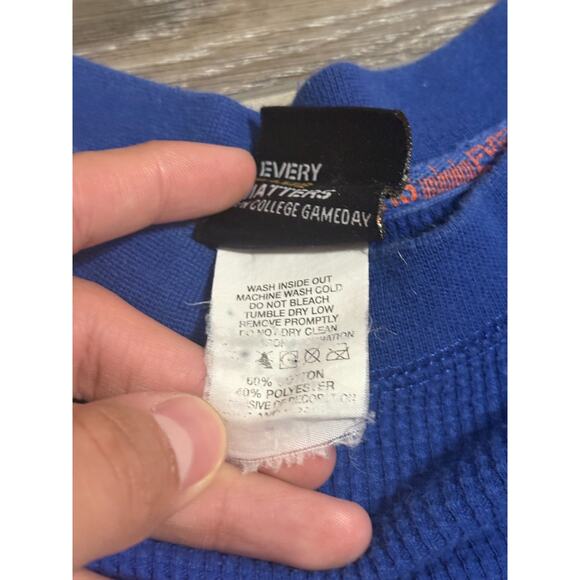 EVERY
MATTERS
COLLEGE GAMEDAY
WASH INSIDE OUT
MACHINE WASH COLD
DO NOT BLEACH
TUMBLE DRY LOW
REMOVE PROMPTLY
DO NOT DRY CLEAN
60% COTTON
40% POLYESTER